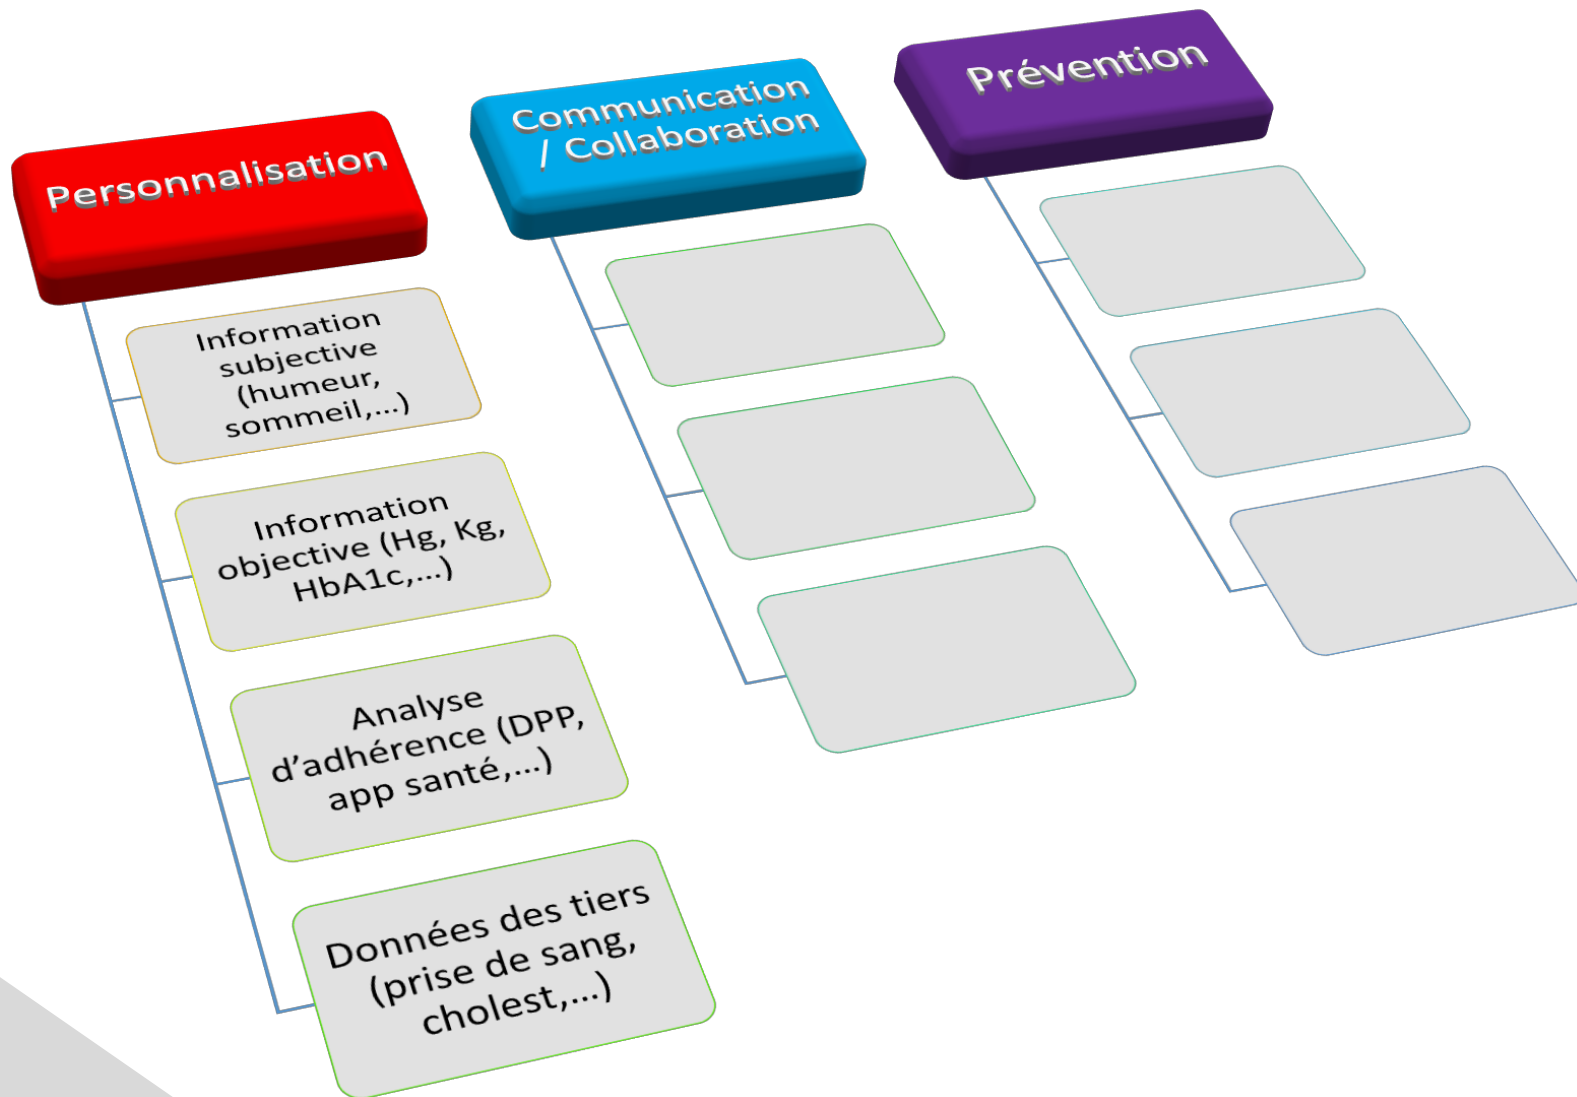 Personnalisation
Information
subjective
(humeur,
sommeil,...)
Information
objective (Hg, Kg,
HbA1c,...)
Analyse
d’adhérence (DPP,
app santé,...)
Données des tiers
(prise de sang,
cholest,...)
Communication
/ Collaboration
Prévention